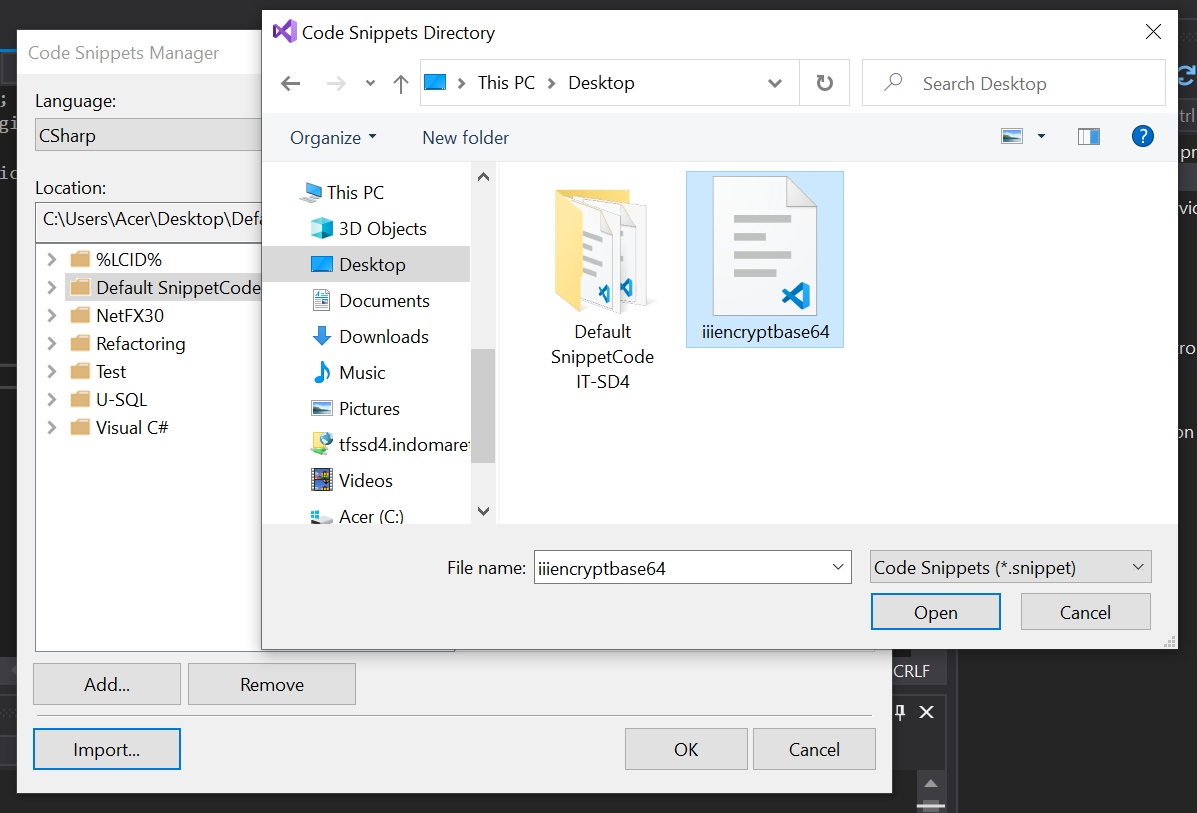 Code Snippets Manager
Language:
CSharp
Location:
C:\Users\Acer\Desktop\Def
%LCID%
Default SnippetCode
NetFX30
Refactoring
Test
U-SQL
Visual C#
Add...
Remove
Import...
OK
Cancel
Code Snippets Directory
This PC
Desktop
Search Desktop
Organize
New folder
This PC
3D Objects
Desktop
Documents
Downloads
Music
Pictures
tfssd4.indomaret
Videos
Acer (C:)
Default
SnippetCode
IT-SD4
iiiencryptbase64
File name:
iiiencryptbase64
Code Snippets (*.snippet)
Open
Cancel
CRLF